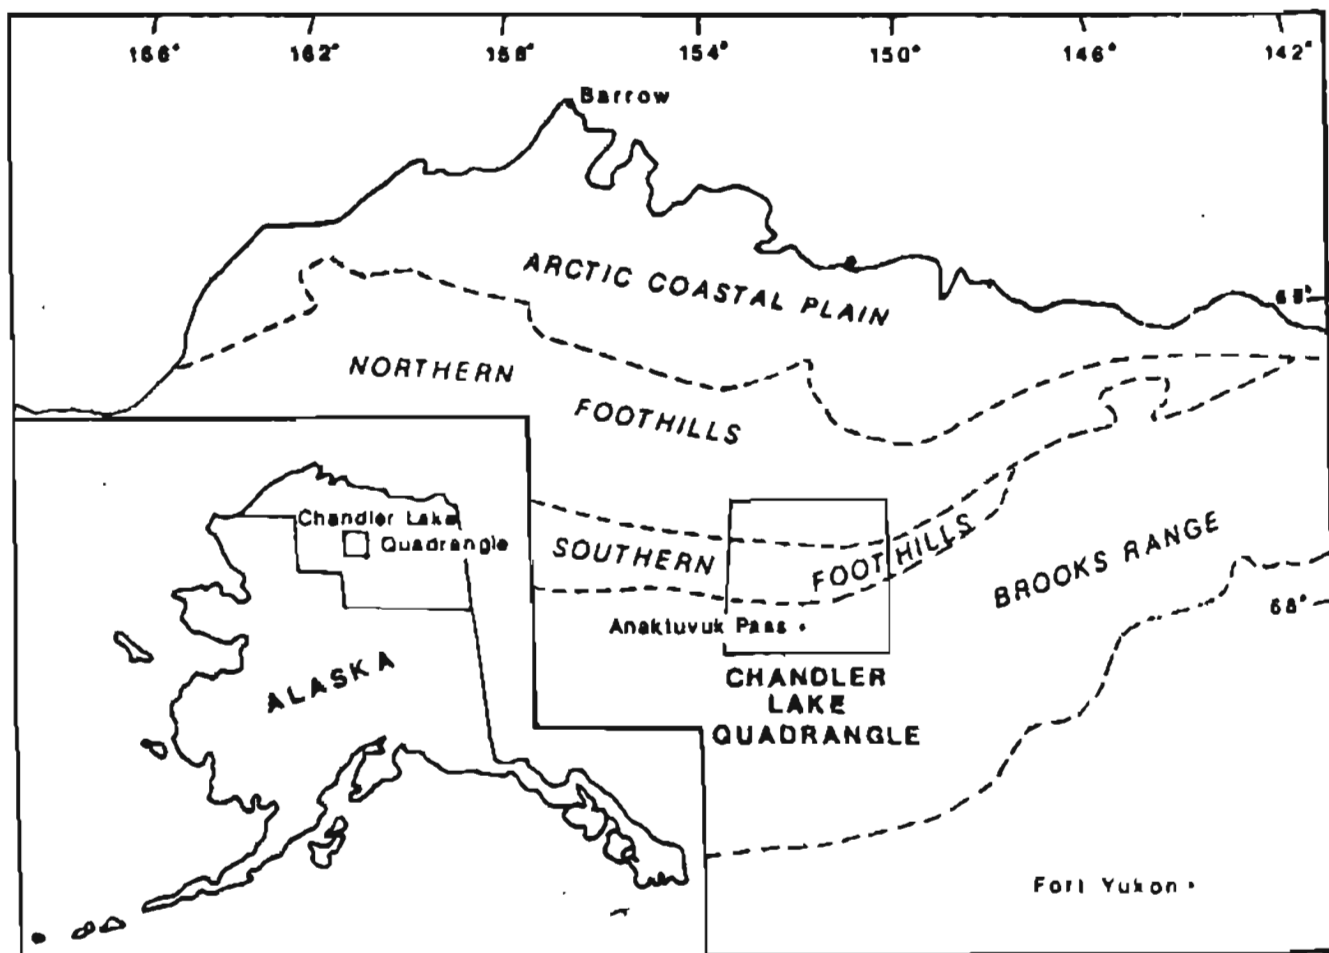 166°
162°
158°
154°
150°
146°
142°
Barrow
ARCTIC COASTAL PLAIN
NORTHERN
FOOTHILLS
SOUTHERN
FOOTHILLS
BROOKS RANGE
68°
Anaktuvuk Pass
CHANDLER
LAKE
QUADRANGLE
Fort Yukon
Chandler Lake
Quadrangle
ALASKA